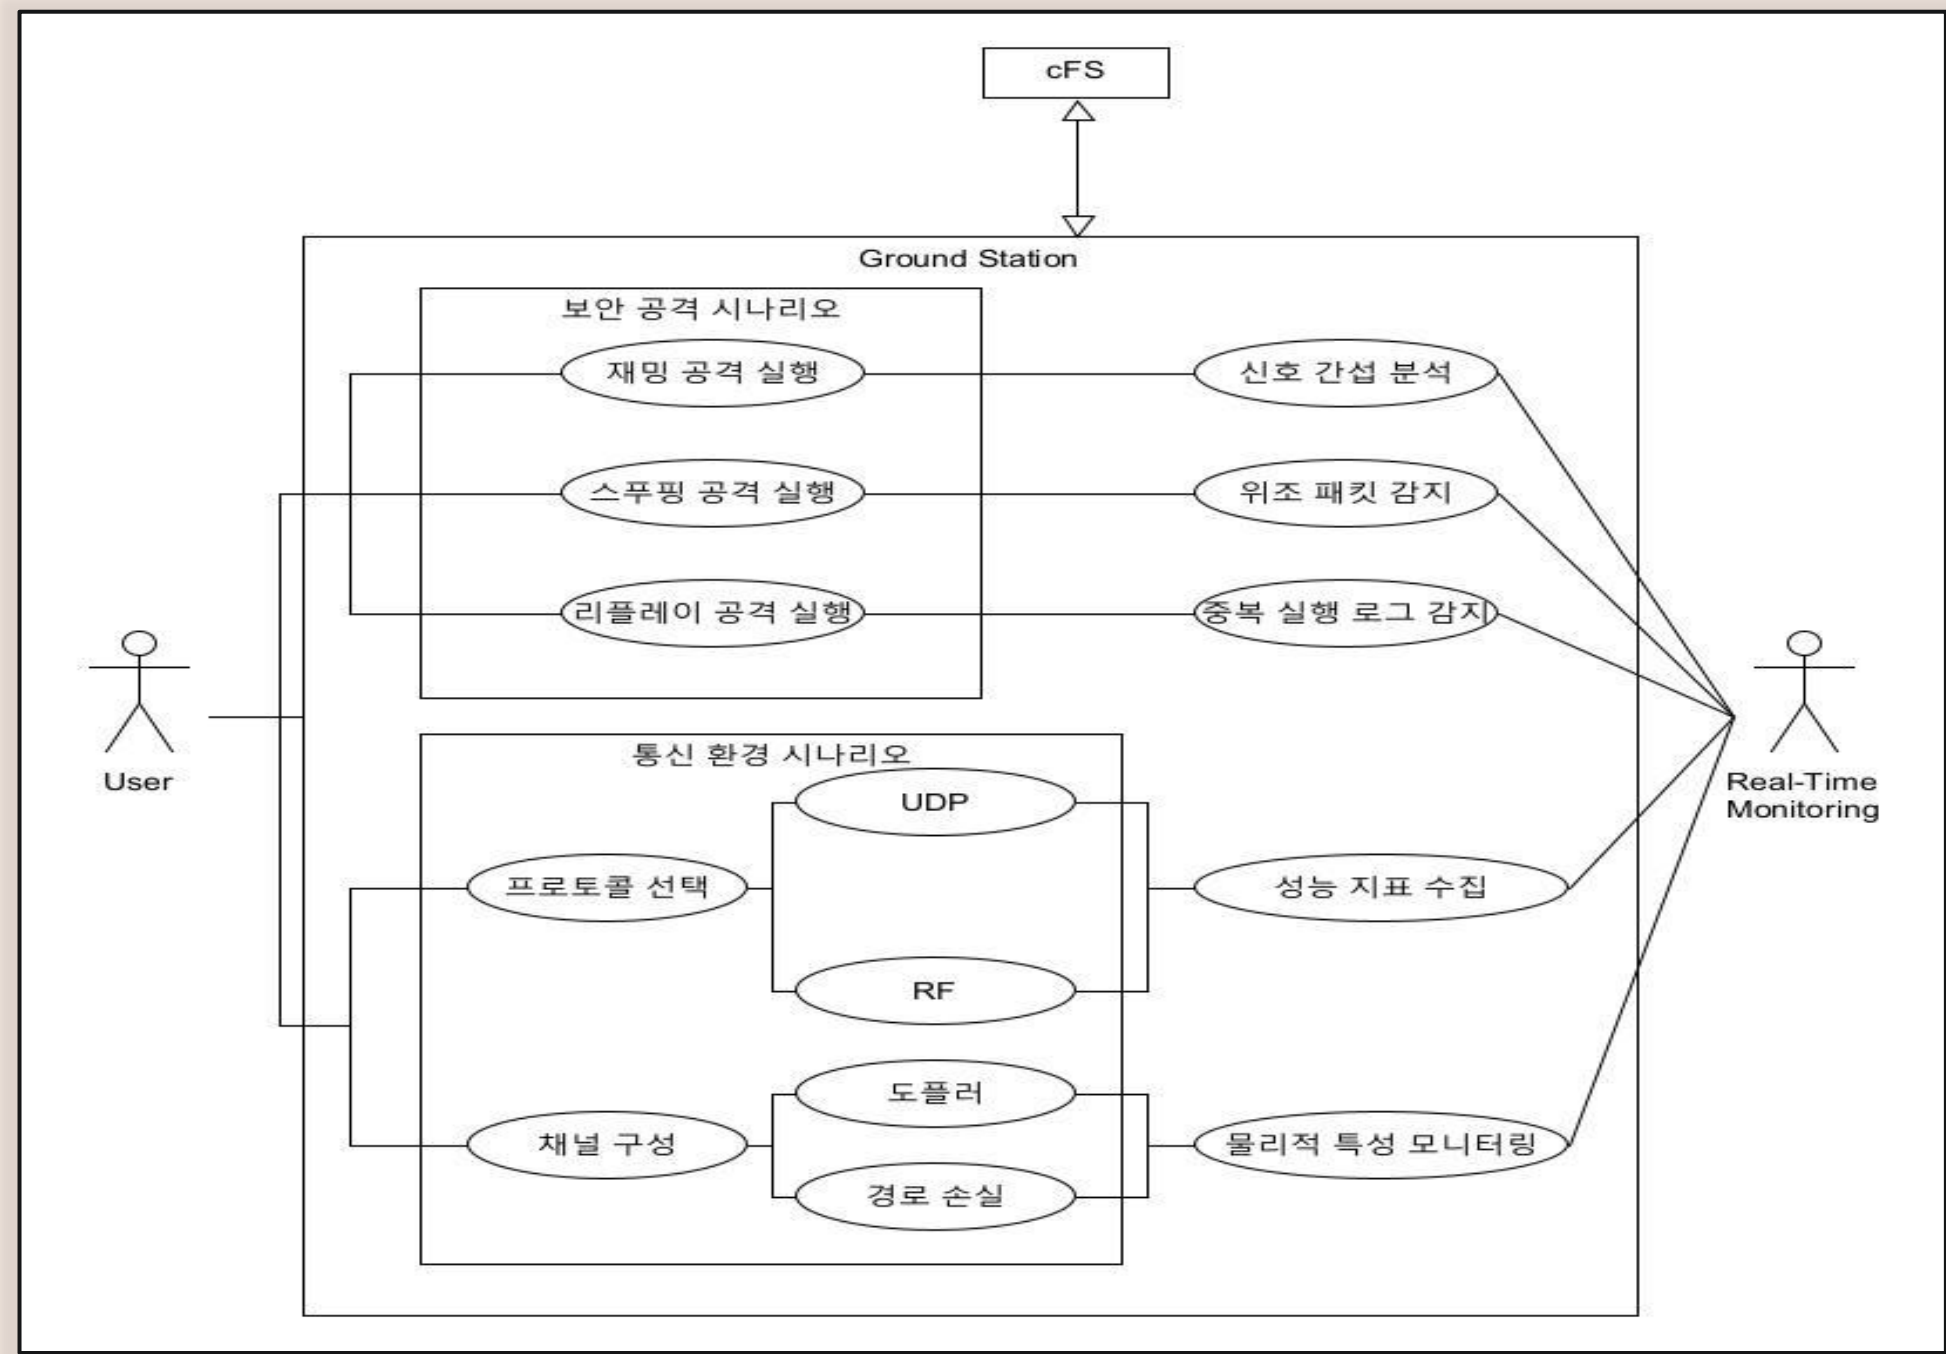 cFS
Ground Station
보안 공격 시나리오
재밍 공격 실행
신호 간섭 분석
스푸핑 공격 실행
위조 패킷 감지
리플레이 공격 실행
중복 실행 로그 감지
User
Real-Time
Monitoring
통신 환경 시나리오
UDP
프로토콜 선택
성능 지표 수집
RF
도플러
채널 구성
물리적 특성 모니터링
경로 손실